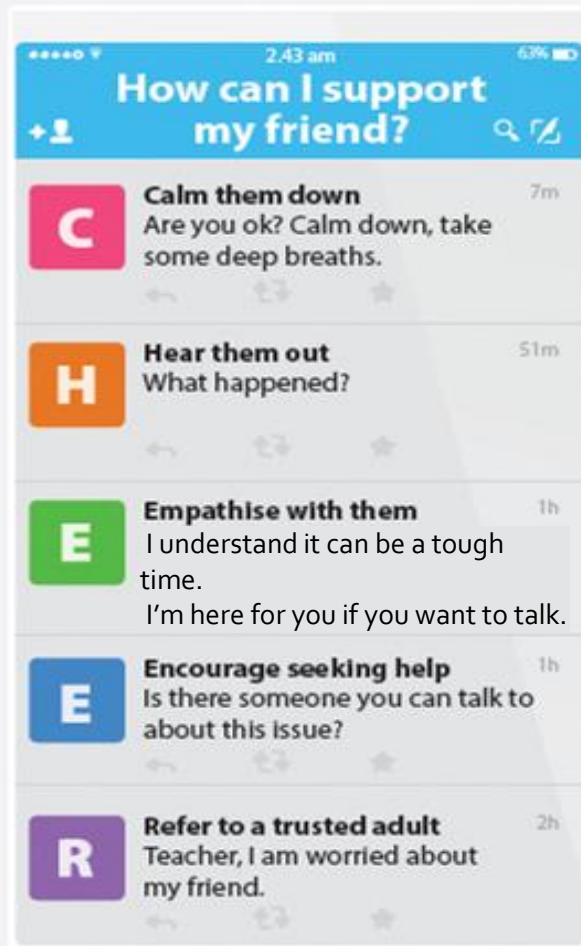 2.43 am
63%
How can I support
my friend?
C
Calm them down
7m
Are you ok? Calm down, take
some deep breaths.
H
Hear them out
51m
What happened?
E
Empathise with them
1h
I understand it can be a tough
time.
I'm here for you if you want to talk.
E
Encourage seeking help
1h
Is there someone you can talk to
about this issue?
R
Refer to a trusted adult
2h
Teacher, I am worried about
my friend.